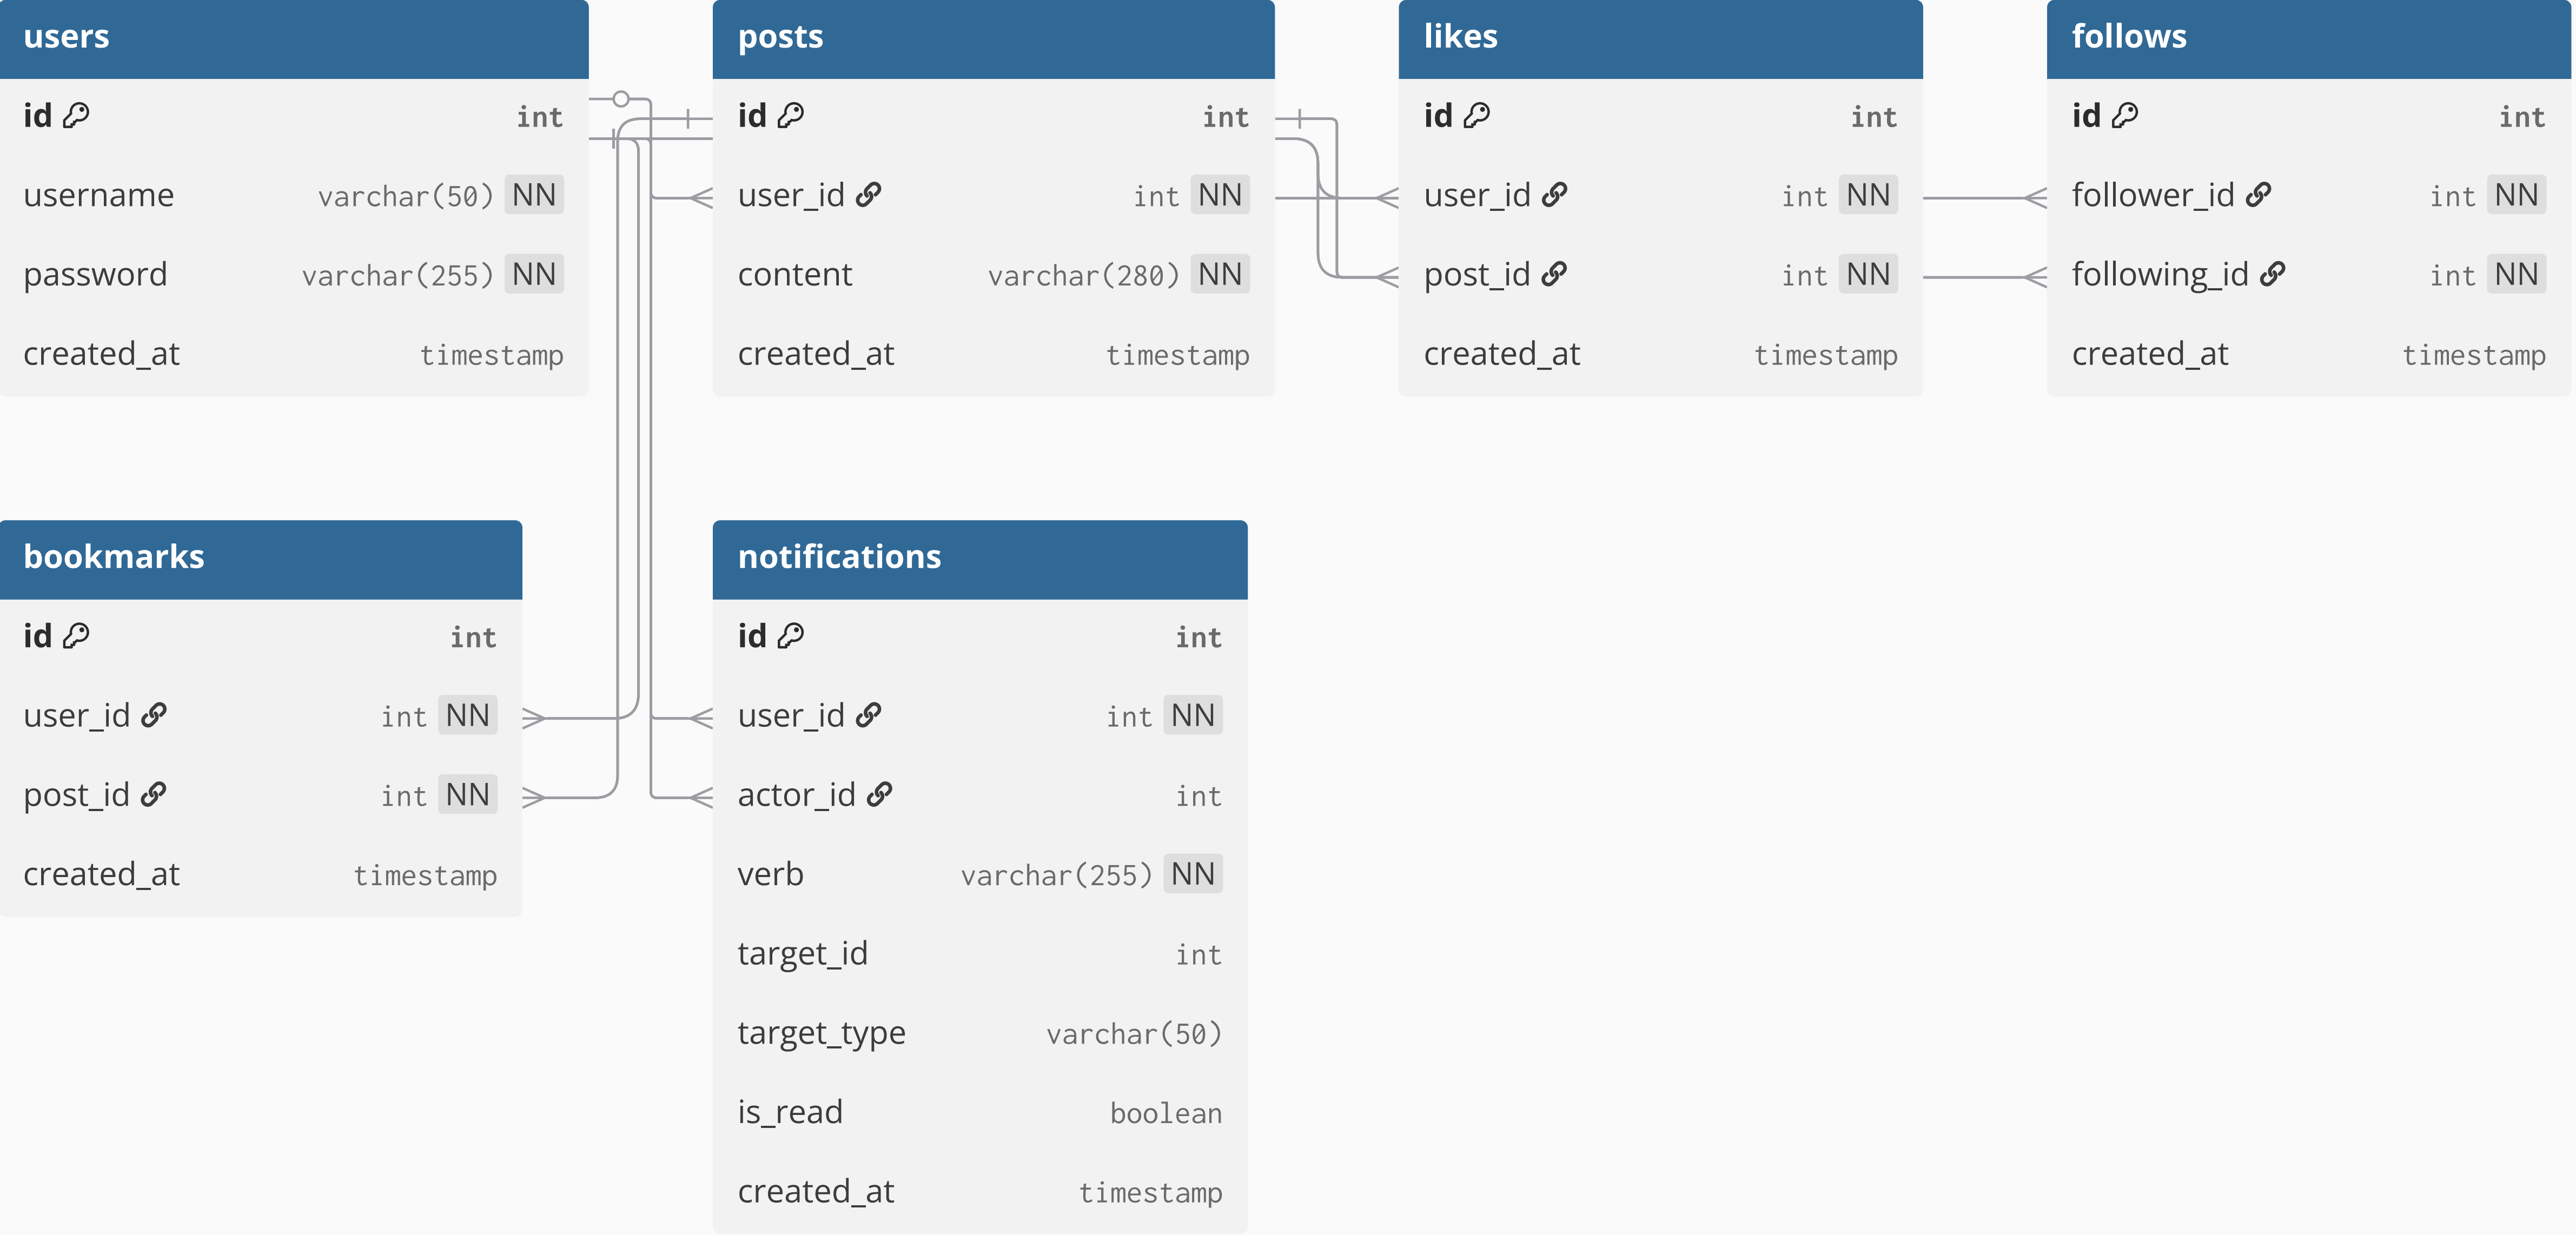 users
id int
username varchar(50) NN
password varchar(255) NN
created_at timestamp
posts
id int
user_id int NN
content varchar(280) NN
created_at timestamp
likes
id int
user_id int NN
post_id int NN
created_at timestamp
follows
id int
follower_id int NN
following_id int NN
created_at timestamp
bookmarks
id int
user_id int NN
post_id int NN
created_at timestamp
notifications
id int
user_id int NN
actor_id int
verb varchar(255) NN
target_id int
target_type varchar(50)
is_read boolean
created_at timestamp